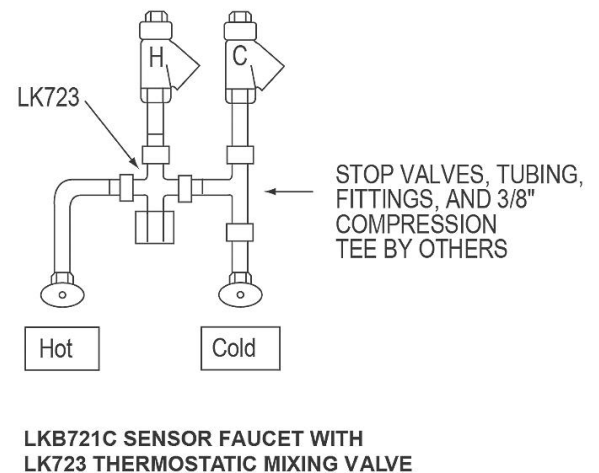 H C
LK723
STOP VALVES, TUBING,
FITTINGS, AND 3/8"
COMPRESSION
TEE BY OTHERS
Hot
Cold
LKB721C SENSOR FAUCET WITH
LK723 THERMOSTATIC MIXING VALVE